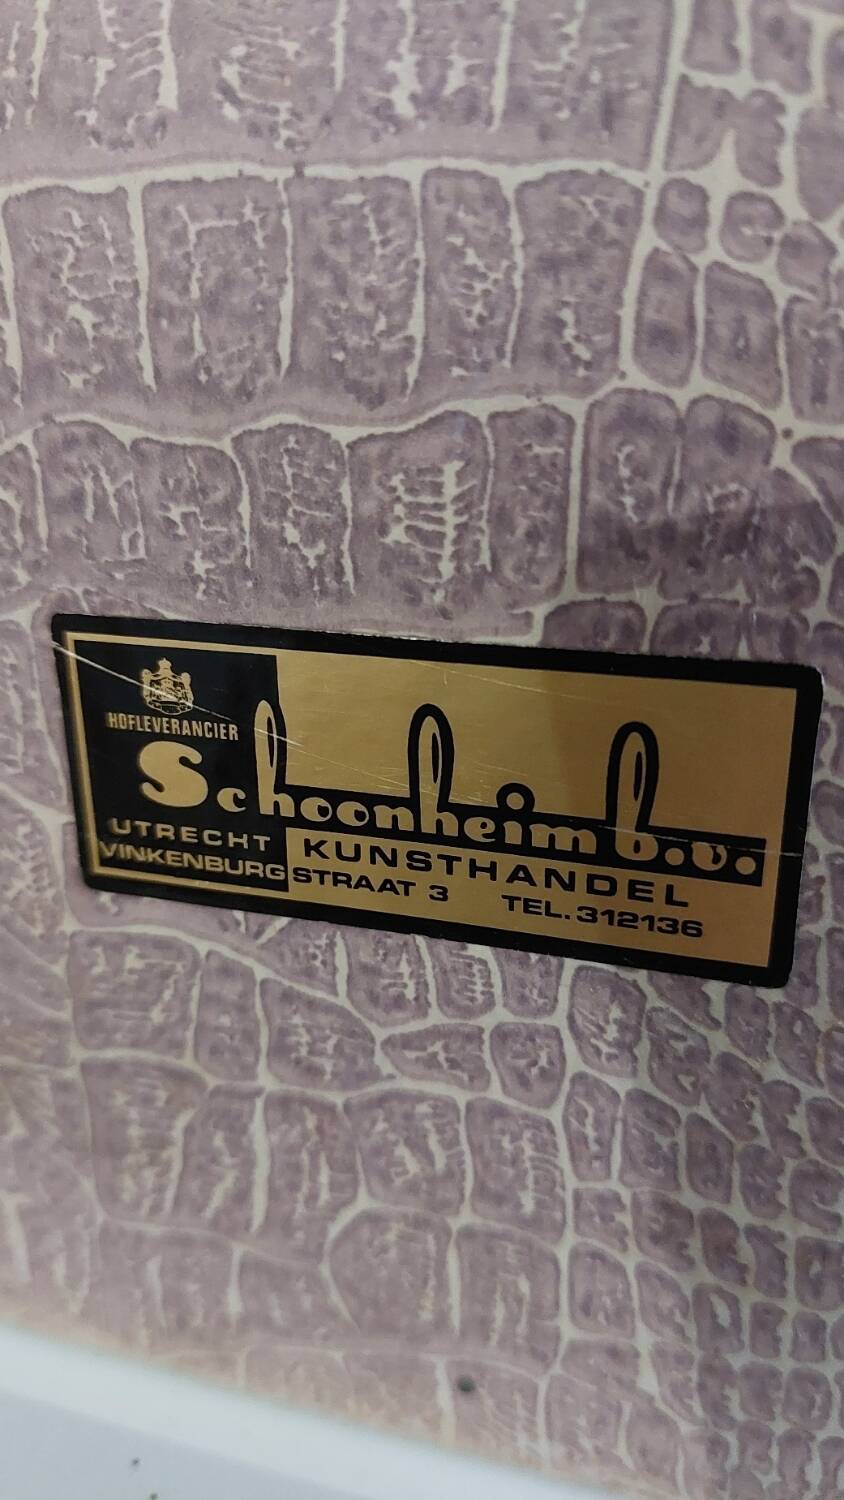 HOFLEVERANCIER
Schoonheim b.v.
UTRECHT KUNSTHANDEL
VINKENBURGSTRAAT 3 TEL. 312136